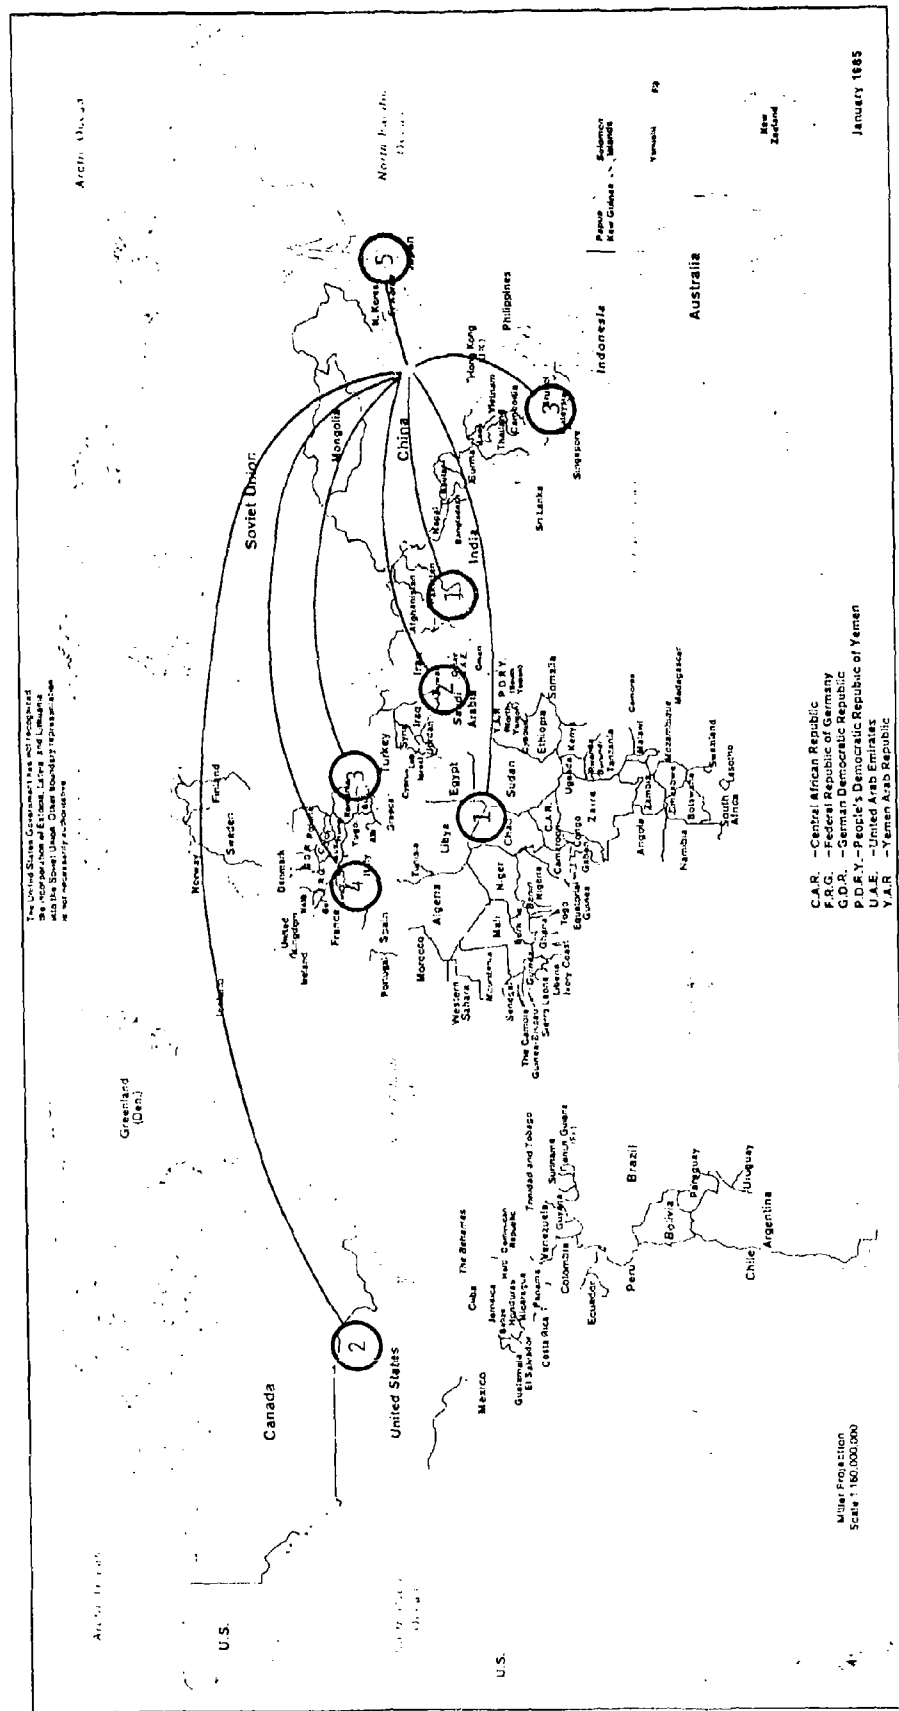 The United States Government has not recognized
the incorporation of Estonia, Latvia, and Lithuania
into the Soviet Union. Other boundary representation
is not necessarily authoritative
Arctic Ocean
Greenland
(Den.)
Iceland
Norway
Sweden
Finland
Soviet Union
U.S.
Canada
United States
United
Kingdom
Ireland
Denmark
France
Portugal
Spain
Turkey
Greece
Mongolia
China
N. Korea
North Pacific
Ocean
2
4
3
5
U.S.
Mexico
Cuba
The Bahamas
Jamaica
Belize
Honduras
Nicaragua
Guatemala
El Salvador
Costa Rica
Panama
Dominican
Republic
Trinidad and Tobago
Venezuela
Guyana
Suriname
French Guiana
(Fr.)
Colombia
Ecuador
Peru
Brazil
Bolivia
Paraguay
Uruguay
Chile
Argentina
Morocco
Algeria
Tunisia
Libya
Egypt
Western
Sahara
Mauritania
Mali
Niger
Chad
Sudan
Senegal
The Gambia
Guinea-Bissau
Guinea
Sierra Leone
Liberia
Ivory Coast
Ghana
Togo
Benin
Nigeria
Cameroon
Equatorial
Guinea
Gabon
Congo
C.A.R.
Zaire
Uganda
Kenya
Ethiopia
Somalia
Tanzania
Angola
Zambia
Malawi
Mozambique
Zimbabwe
Botswana
Namibia
South
Africa
Swaziland
Lesotho
Comoros
Madagascar
Syria
Iraq
Iran
Jordan
Saudi
Arabia
Oman
Y.A.R.
P.D.R.Y.
Afghanistan
India
Nepal
Bhutan
Bangladesh
Burma
Sri Lanka
Thailand
Vietnam
Cambodia
Hong Kong
(U.K.)
Philippines
Singapore
Indonesia
Papua
New Guinea
Solomon
Islands
Vanuatu
Fiji
Australia
New
Zealand
2
15
3
Miller Projection
Scale 1:160,000,000
C.A.R. –Central African Republic
F.R.G. –Federal Republic of Germany
G.D.R. –German Democratic Republic
P.D.R.Y.–People's Democratic Republic of Yemen
U.A.E. –United Arab Emirates
Y.A.R. –Yemen Arab Republic
January 1985